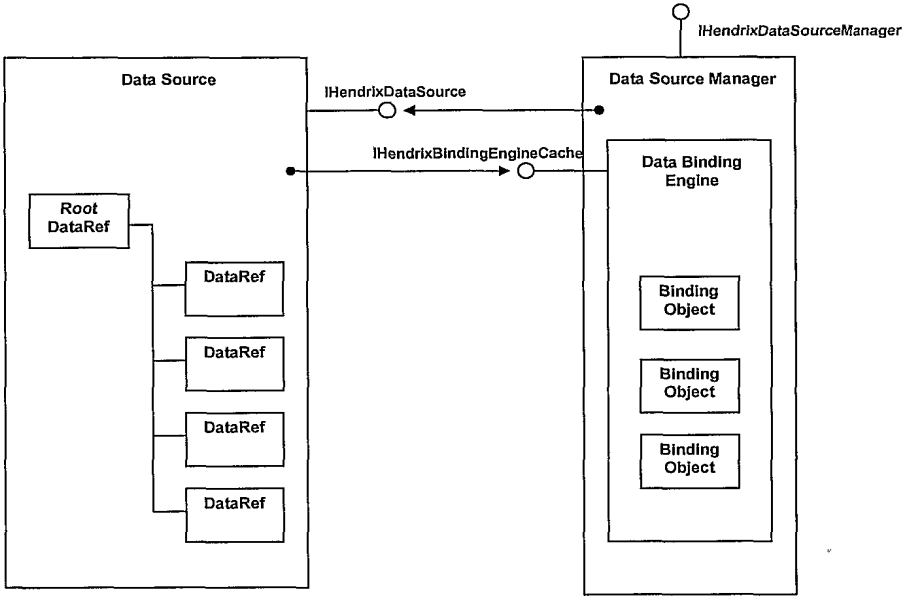 IHendrixDataSourceManager
Data Source
Data Source Manager
IHendrixDataSource
IHendrixBindingEngineCache
Data Binding
Engine
Root
DataRef
DataRef
DataRef
DataRef
DataRef
Binding
Object
Binding
Object
Binding
Object